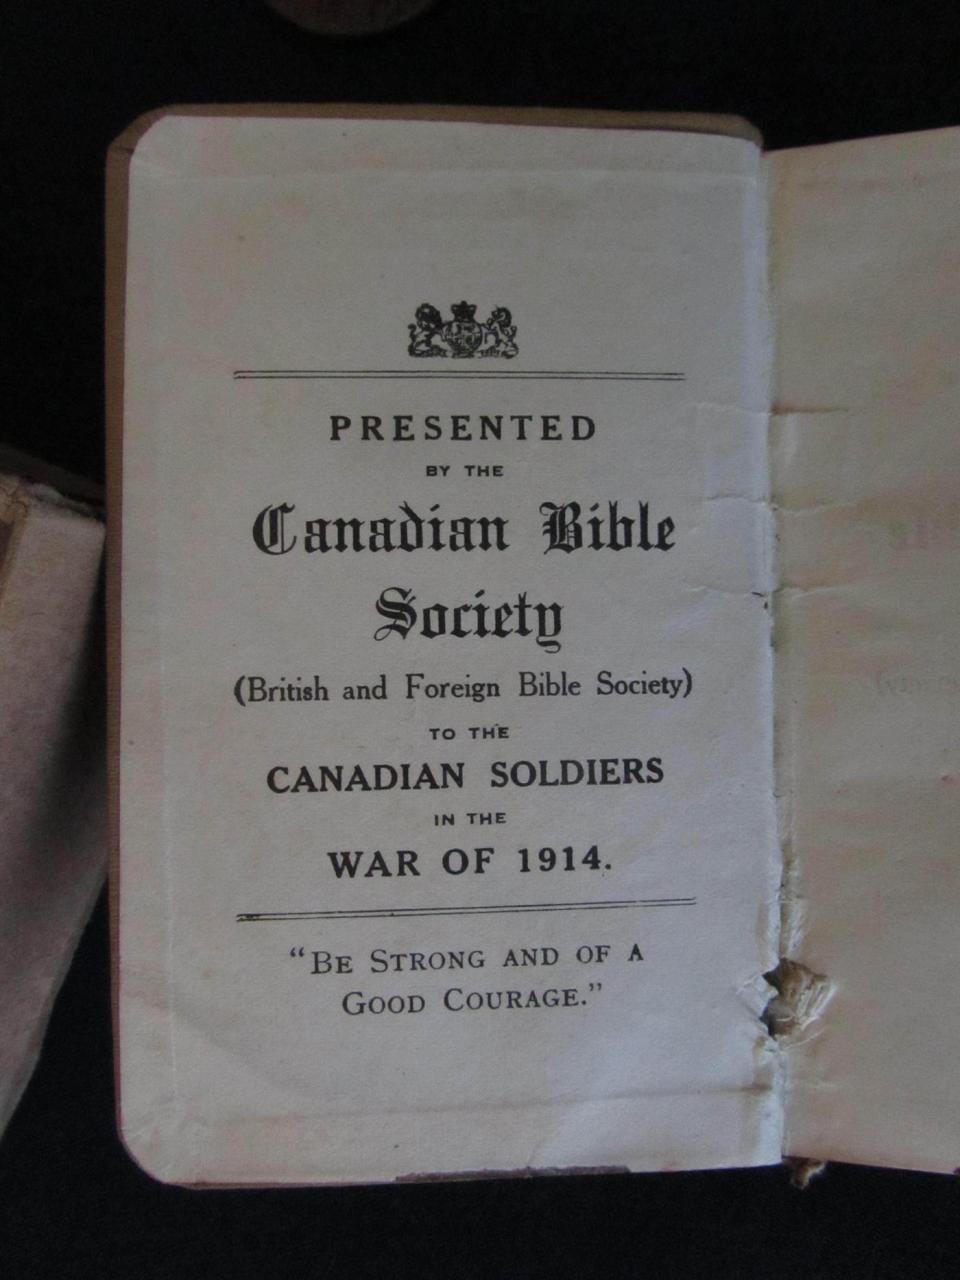 PRESENTED
BY THE
Canadian Bible
Society
(British and Foreign Bible Society)
TO THE
CANADIAN SOLDIERS
IN THE
WAR OF 1914.
“BE STRONG AND OF A
GOOD COURAGE.”